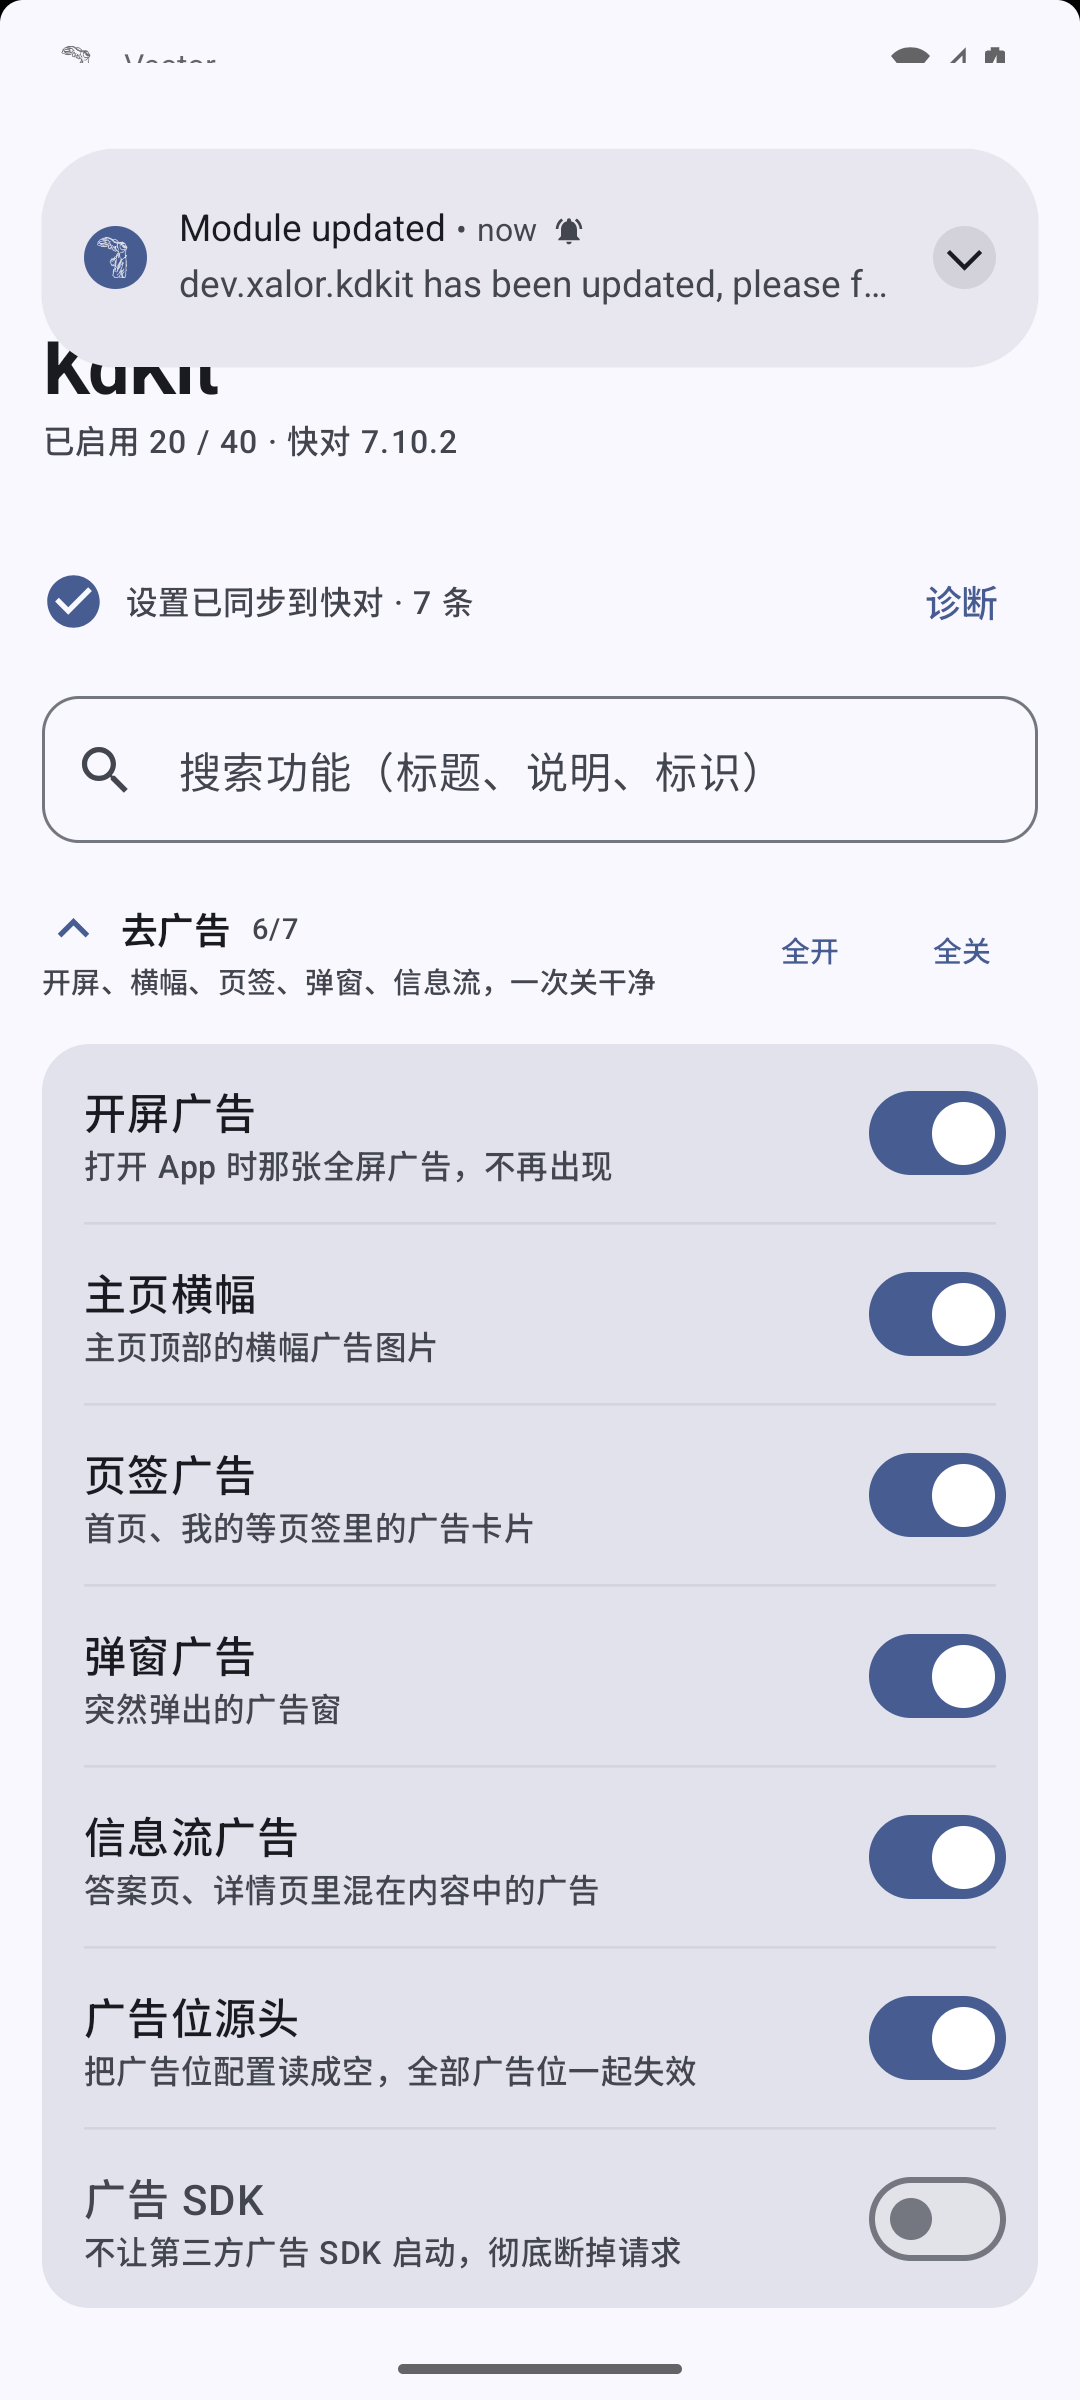 Vector
Module updated • now
dev.xalor.kdkit has been updated, please f…
KdKit
已启用 20 / 40 · 快对 7.10.2
设置已同步到快对 · 7 条
诊断
搜索功能（标题、说明、标识）
去广告 6/7
全开
全关
开屏、横幅、页签、弹窗、信息流，一次关干净
开屏广告
打开 App 时那张全屏广告，不再出现
主页横幅
主页顶部的横幅广告图片
页签广告
首页、我的等页签里的广告卡片
弹窗广告
突然弹出的广告窗
信息流广告
答案页、详情页里混在内容中的广告
广告位源头
把广告位配置读成空，全部广告位一起失效
广告 SDK
不让第三方广告 SDK 启动，彻底断掉请求